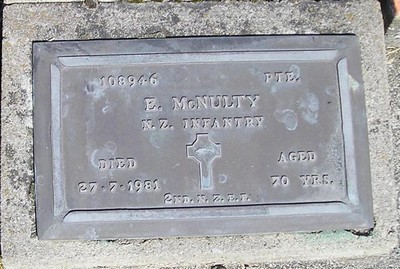 108946 PTE.
E. McNULTY
N.Z. INFANTRY
DIED AGED
27-7-1981 70 YRS.
2ND. N.Z.E.F.